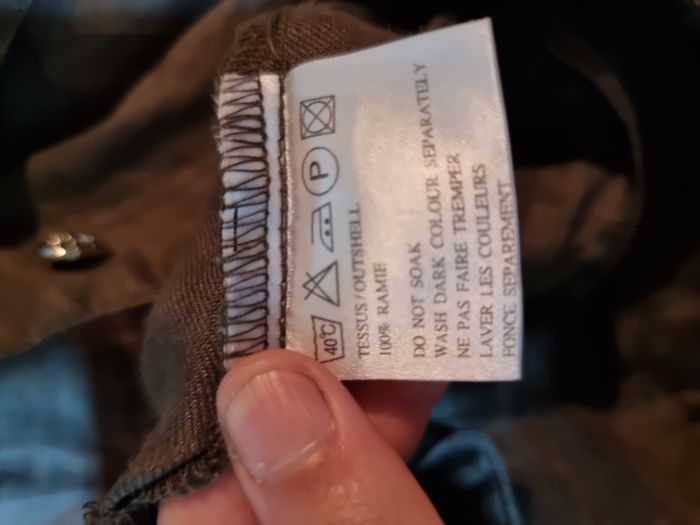 40°C P
TESSUS/OUTSHELL
100% RAMIE
DO NOT SOAK
WASH DARK COLOUR SEPARATELY
NE PAS FAIRE TREMPER
LAVER LES COULEURS
FONCE SEPAREMENT